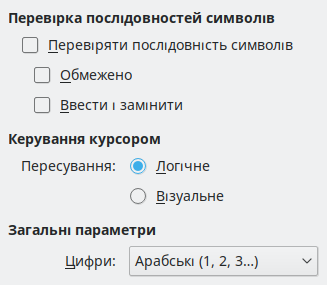 Перевірка послідовностей символів
Перевіряти послідовність символів
Обмежено
Ввести і замінити
Керування курсором
Пересування: Логічне
Візуальне
Загальні параметри
Цифри: Арабські (1, 2, 3...)